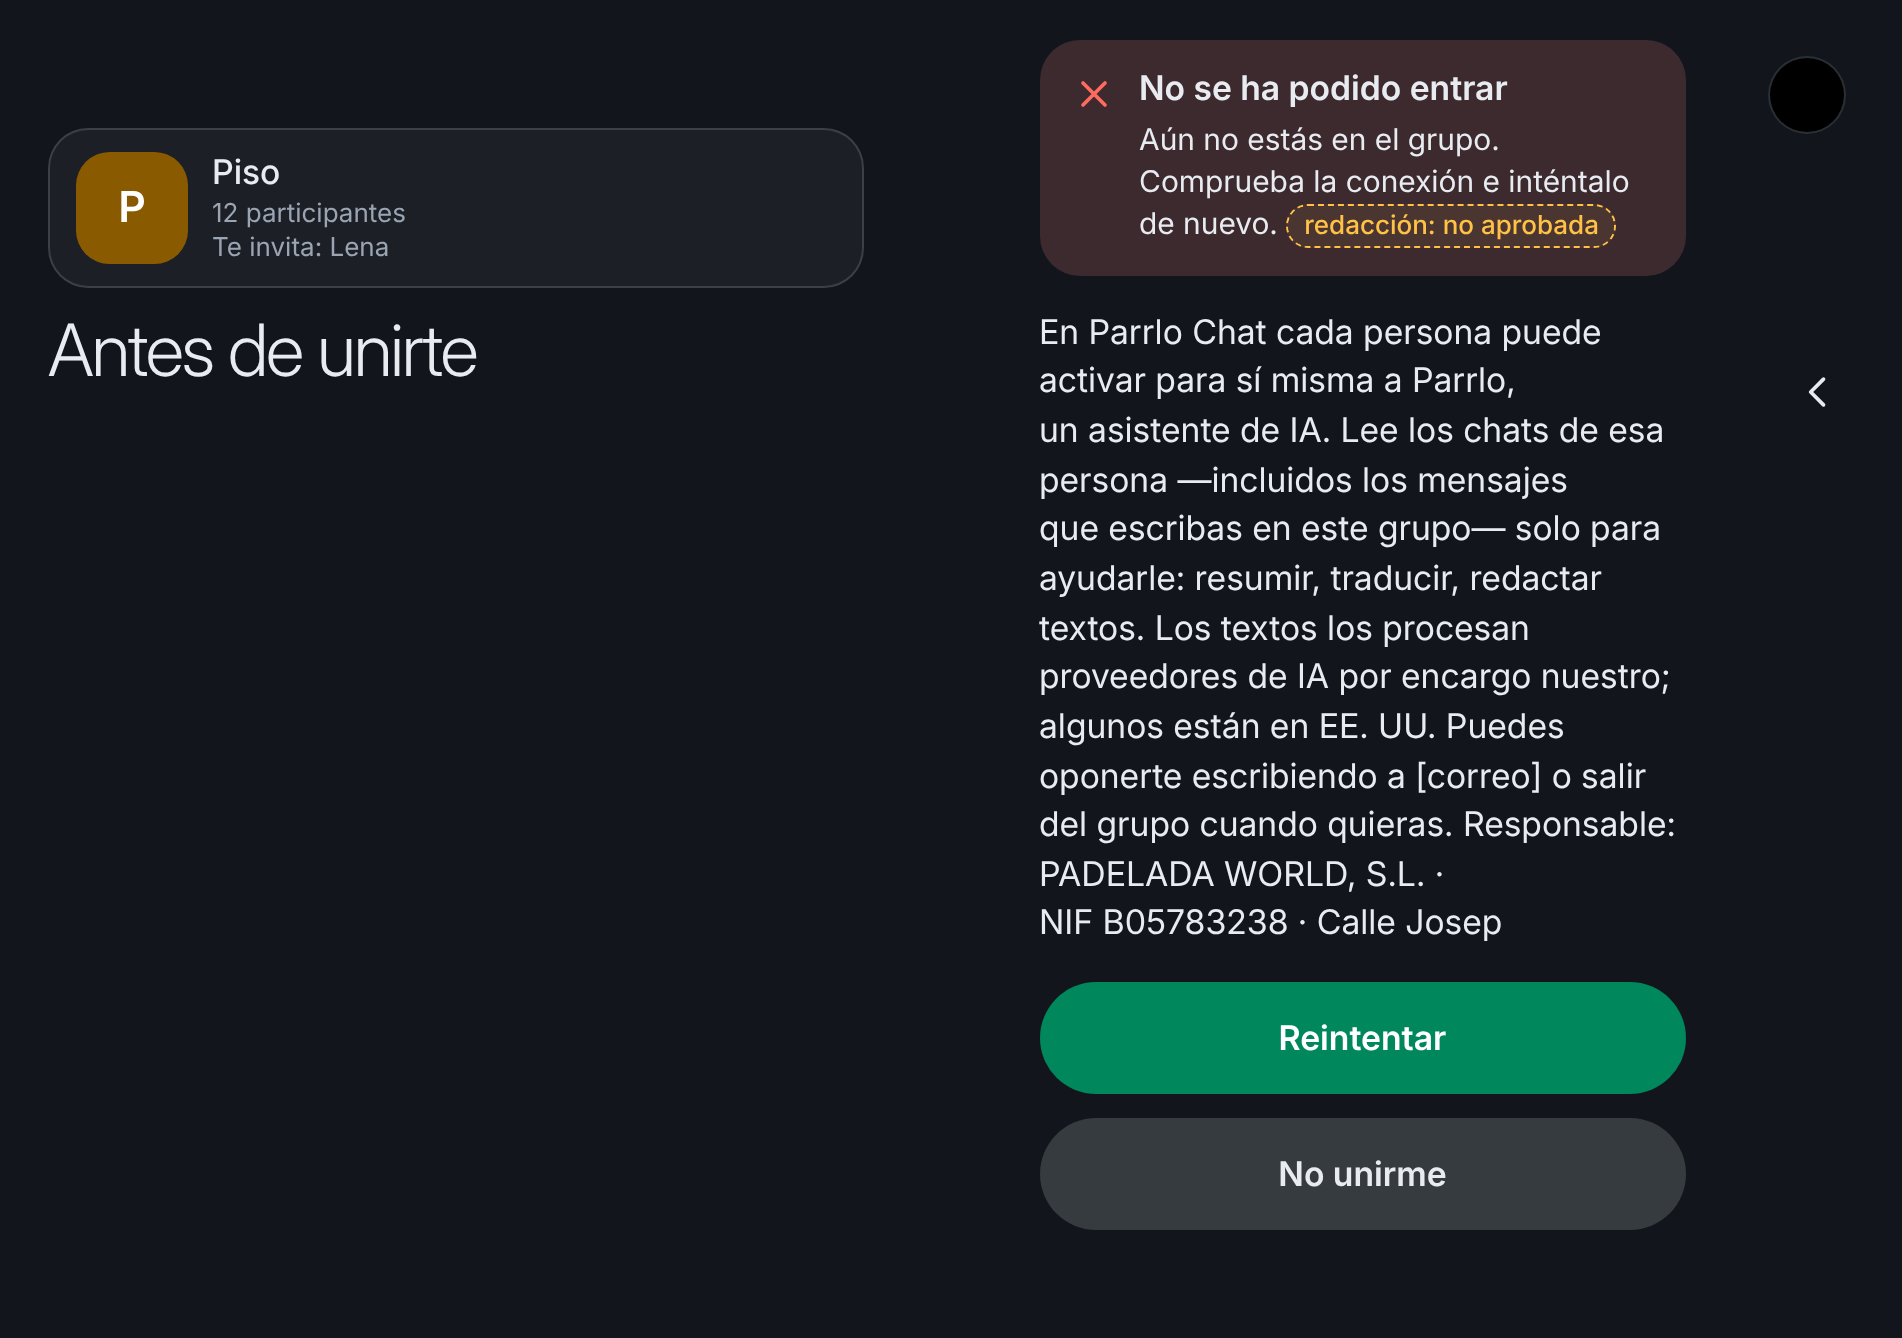 P
Piso
12 participantes
Te invita: Lena
Antes de unirte
No se ha podido entrar
Aún no estás en el grupo.
Comprueba la conexión e inténtalo
de nuevo. redacción: no aprobada
En Parrlo Chat cada persona puede
activar para sí misma a Parrlo,
un asistente de IA. Lee los chats de esa
persona —incluidos los mensajes
que escribas en este grupo— solo para
ayudarle: resumir, traducir, redactar
textos. Los textos los procesan
proveedores de IA por encargo nuestro;
algunos están en EE. UU. Puedes
oponerte escribiendo a [correo] o salir
del grupo cuando quieras. Responsable:
PADELADA WORLD, S.L. ·
NIF B05783238 · Calle Josep
Reintentar
No unirme